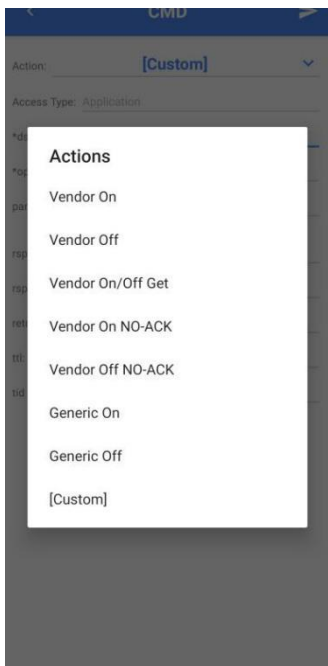 CMD
Action: [Custom]
Access Type: Application
Actions
Vendor On
Vendor Off
Vendor On/Off Get
Vendor On NO-ACK
Vendor Off NO-ACK
Generic On
Generic Off
[Custom]
ttl:
tid